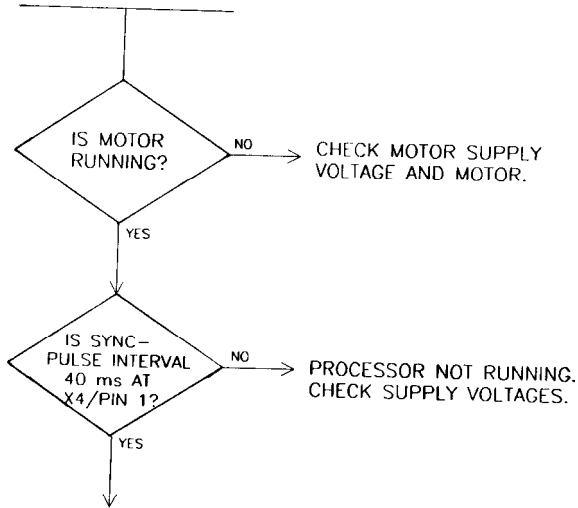 IS MOTOR
RUNNING?
NO
CHECK MOTOR SUPPLY
VOLTAGE AND MOTOR.
YES
IS SYNC-
PULSE INTERVAL
40 ms AT
X4/PIN 1?
NO
PROCESSOR NOT RUNNING.
CHECK SUPPLY VOLTAGES.
YES